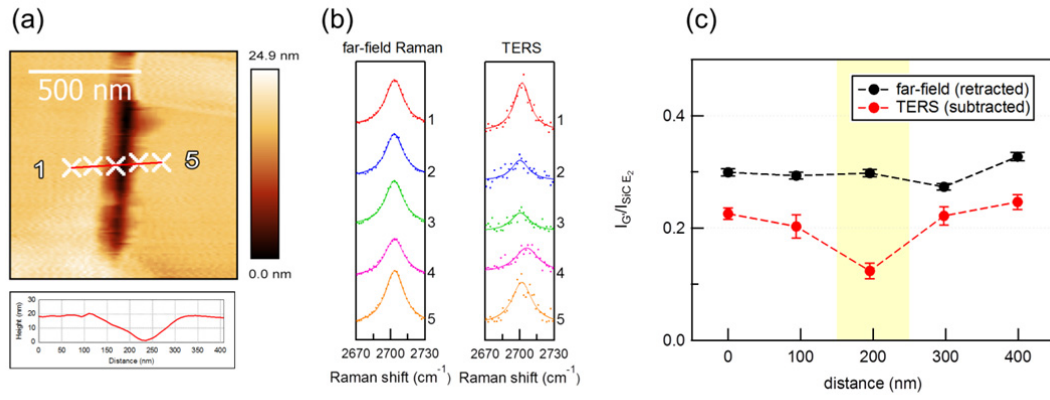 (a)
500 nm
1
5
24.9 nm
0.0 nm
Height (nm)
30
20
10
0
0 50 100 150 200 250 300 350 400
Distance (nm)
(b)
far-field Raman
TERS
1
2
3
4
5
1
2
3
4
5
2670 2700 2730
2670 2700 2730
Raman shift (cm⁻¹)
Raman shift (cm⁻¹)
(c)
far-field (retracted)
TERS (subtracted)
I_G'/I_SiC E₂
0.4
0.2
0.0
0 100 200 300 400
distance (nm)